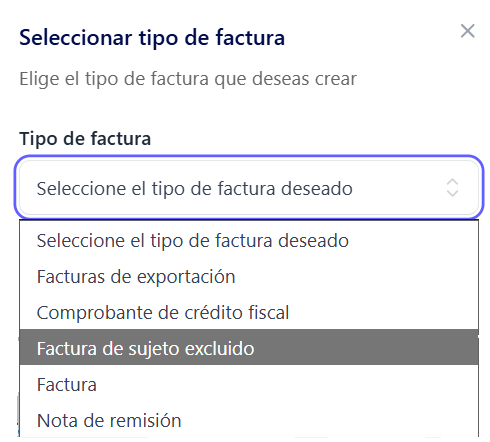 Seleccionar tipo de factura
Elige el tipo de factura que deseas crear
Tipo de factura
Seleccione el tipo de factura deseado
Seleccione el tipo de factura deseado
Facturas de exportación
Comprobante de crédito fiscal
Factura de sujeto excluido
Factura
Nota de remisión